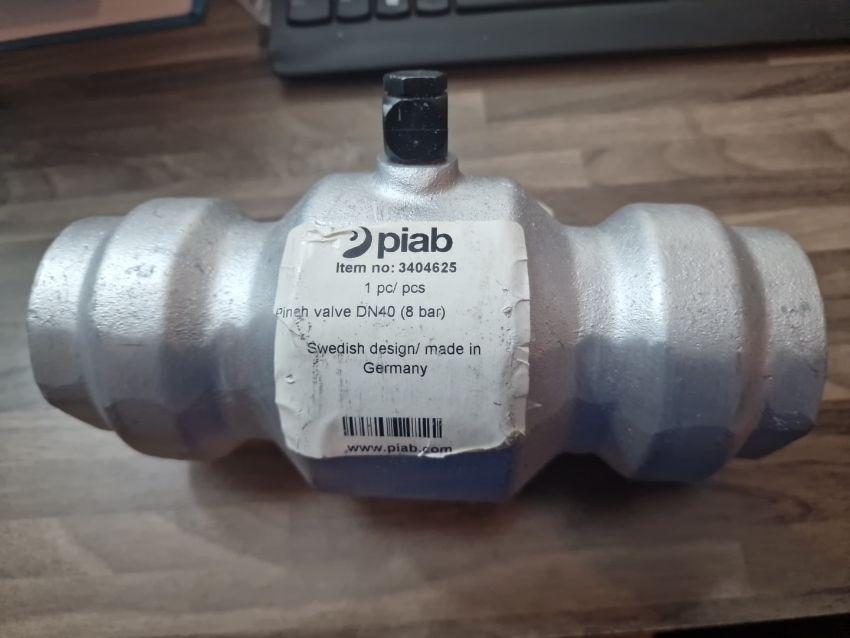 piab
Item no: 3404625
1 pc/ pcs
Pinch valve DN40 (8 bar)
Swedish design/ made in
Germany
www.piab.com